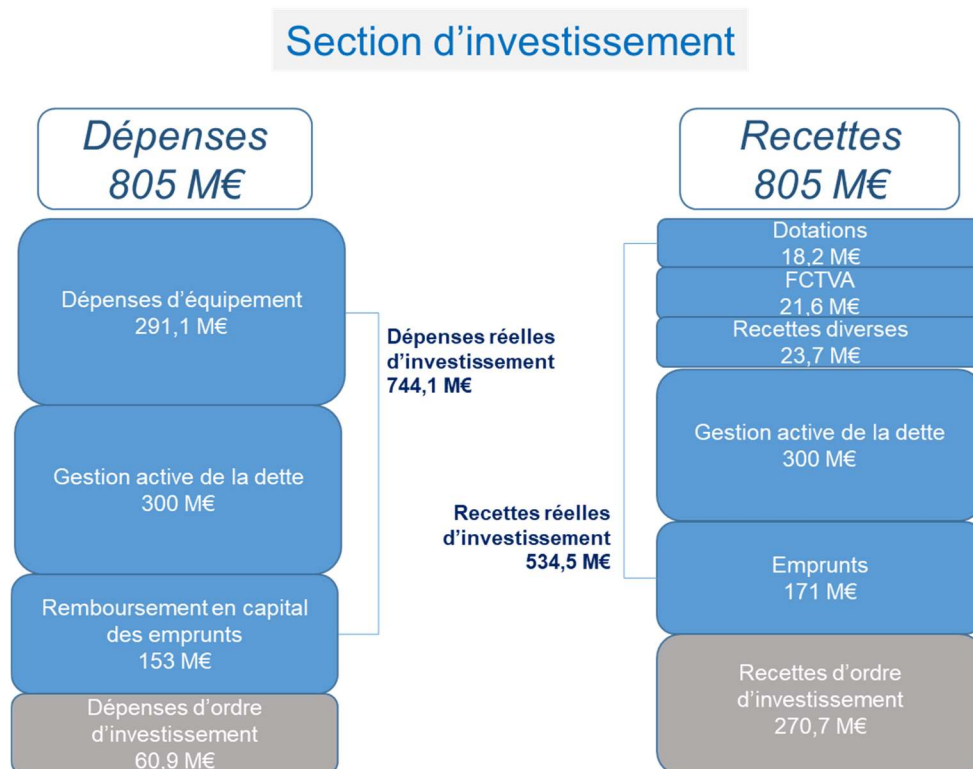 Section d’investissement
Dépenses
805 M€
Dépenses d’équipement
291,1 M€
Gestion active de la dette
300 M€
Remboursement en capital
des emprunts
153 M€
Dépenses d’ordre
d’investissement
60,9 M€
Dépenses réelles
d’investissement
744,1 M€
Recettes réelles
d’investissement
534,5 M€
Recettes
805 M€
Dotations
18,2 M€
FCTVA
21,6 M€
Recettes diverses
23,7 M€
Gestion active de la dette
300 M€
Emprunts
171 M€
Recettes d’ordre
d’investissement
270,7 M€